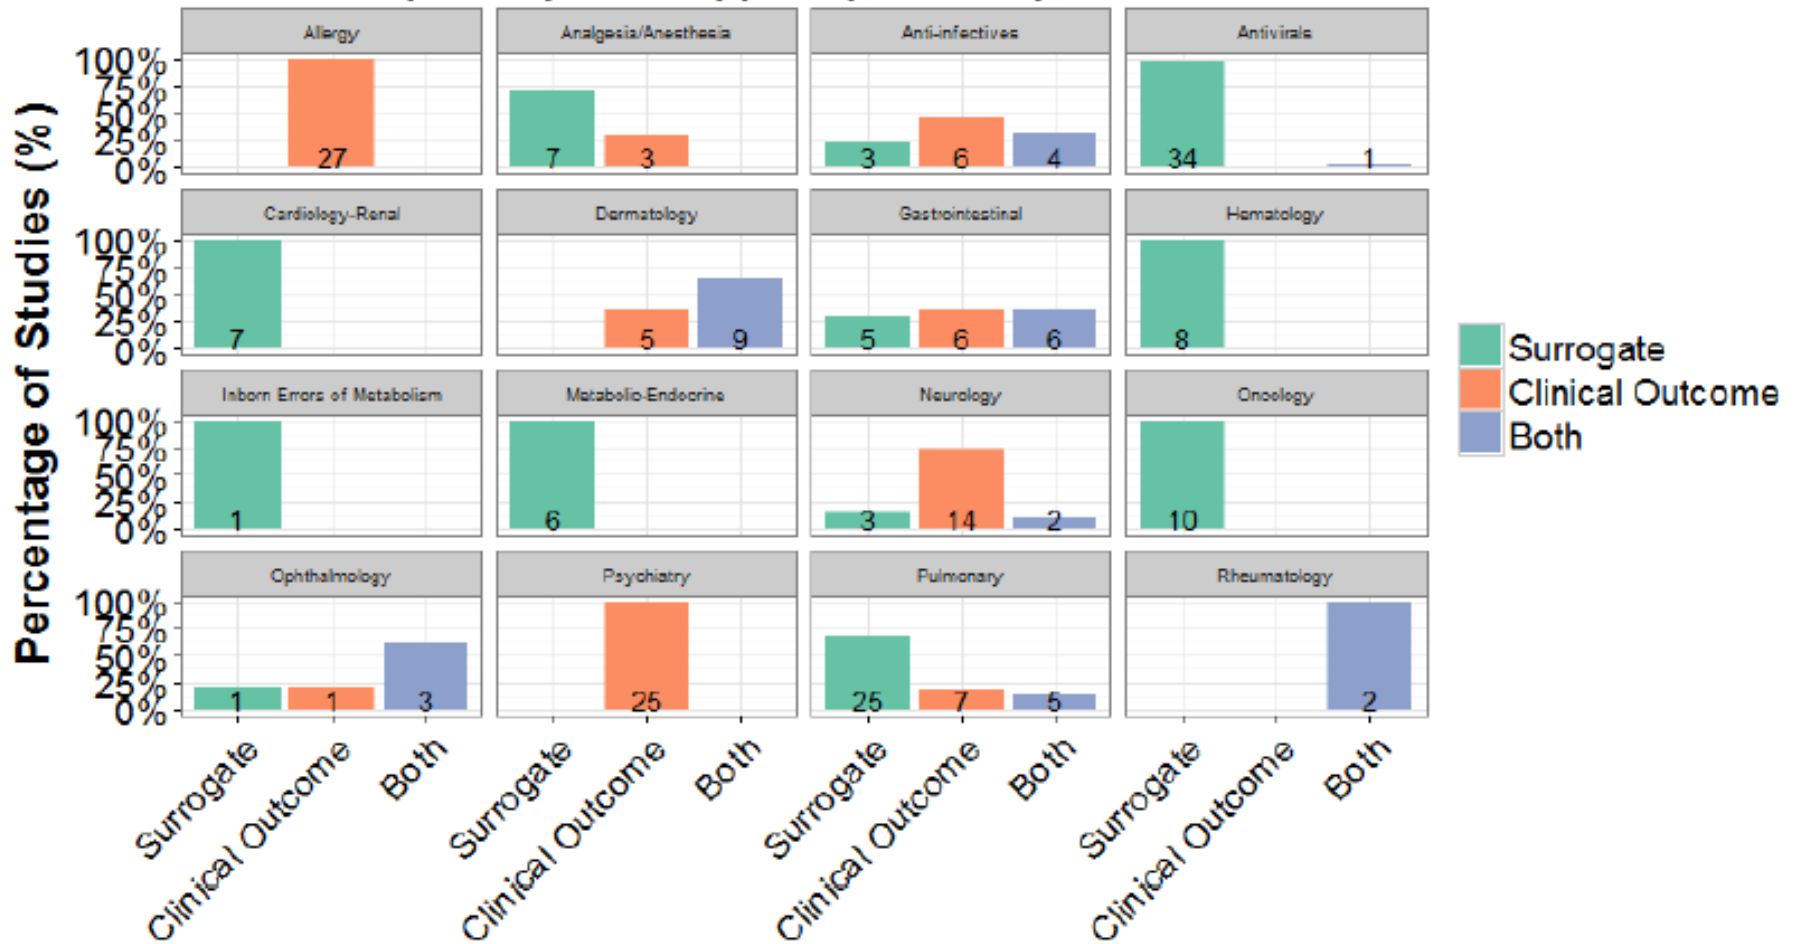 Percentage of Studies (%)
Allergy
Analgesia/Anesthesia
Anti-infectives
Antivirals
100%
75%
50%
25%
0%
27
7
3
3
6
4
34
1
Cardiology-Renal
Dermatology
Gastrointestinal
Hematology
100%
75%
50%
25%
0%
7
5
9
5
6
6
8
Inborn Errors of Metabolism
Metabolic-Endocrine
Neurology
Oncology
100%
75%
50%
25%
0%
1
6
3
14
2
10
Ophthalmology
Psychiatry
Pulmonary
Rheumatology
100%
75%
50%
25%
0%
1
1
3
25
25
7
5
2
Surrogate
Clinical Outcome
Both
Surrogate
Clinical Outcome
Both
Surrogate
Clinical Outcome
Both
Surrogate
Clinical Outcome
Both
Surrogate
Clinical Outcome
Both